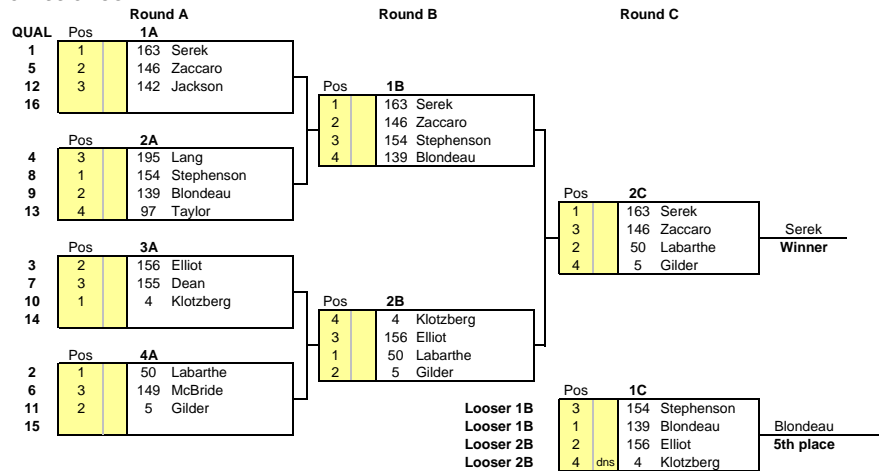 Round A Round B Round C
QUAL Pos 1A
1 1 163 Serek
5 2 146 Zaccaro
12 3 142 Jackson
16
Pos 2A
4 3 195 Lang
8 1 154 Stephenson
9 2 139 Blondeau
13 4 97 Taylor
Pos 3A
3 2 156 Elliot
7 3 155 Dean
10 1 4 Klotzberg
14
Pos 4A
2 1 50 Labarthe
6 3 149 McBride
11 2 5 Gilder
15
Pos 1B
1 163 Serek
2 146 Zaccaro
3 154 Stephenson
4 139 Blondeau
Pos 2B
4 4 Klotzberg
3 156 Elliot
1 50 Labarthe
2 5 Gilder
Pos 2C
1 163 Serek
3 146 Zaccaro
2 50 Labarthe
4 5 Gilder
Serek
Winner
Pos 1C
Looser 1B 3 154 Stephenson
Looser 1B 1 139 Blondeau
Looser 2B 2 156 Elliot
Looser 2B 4 dns 4 Klotzberg
Blondeau
5th place